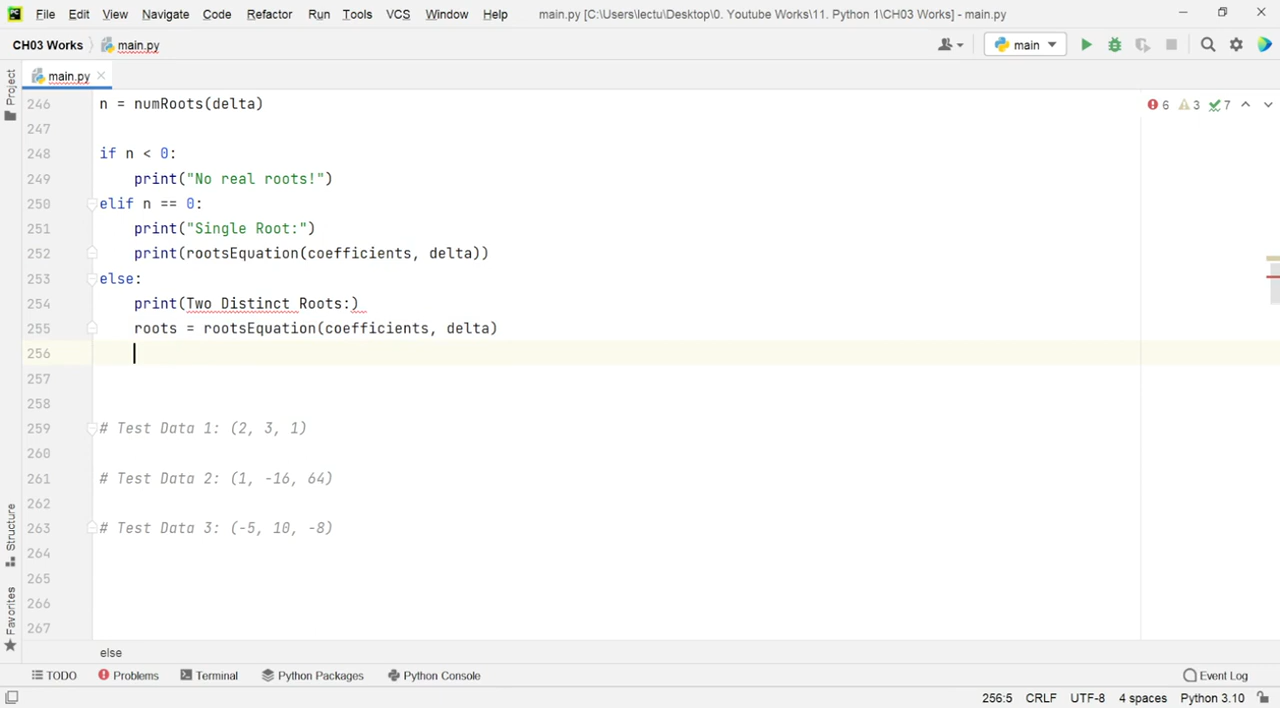 File Edit View Navigate Code Refactor Run Tools VCS Window Help main.py [C:\Users\lectu\Desktop\0. Youtube Works\11. Python 1\CH03 Works] - main.py
CH03 Works main.py main
main.py
Project
246 n = numRoots(delta) 6 3 7
247
248 if n < 0:
249 print("No real roots!")
250 elif n == 0:
251 print("Single Root:")
252 print(rootsEquation(coefficients, delta))
253 else:
254 print(Two Distinct Roots:)
255 roots = rootsEquation(coefficients, delta)
256
257
258
259 # Test Data 1: (2, 3, 1)
260
261 # Test Data 2: (1, -16, 64)
262
263 # Test Data 3: (-5, 10, -8)
264
265
266
267
Structure
Favorites
else
TODO Problems Terminal Python Packages Python Console Event Log
256:5 CRLF UTF-8 4 spaces Python 3.10